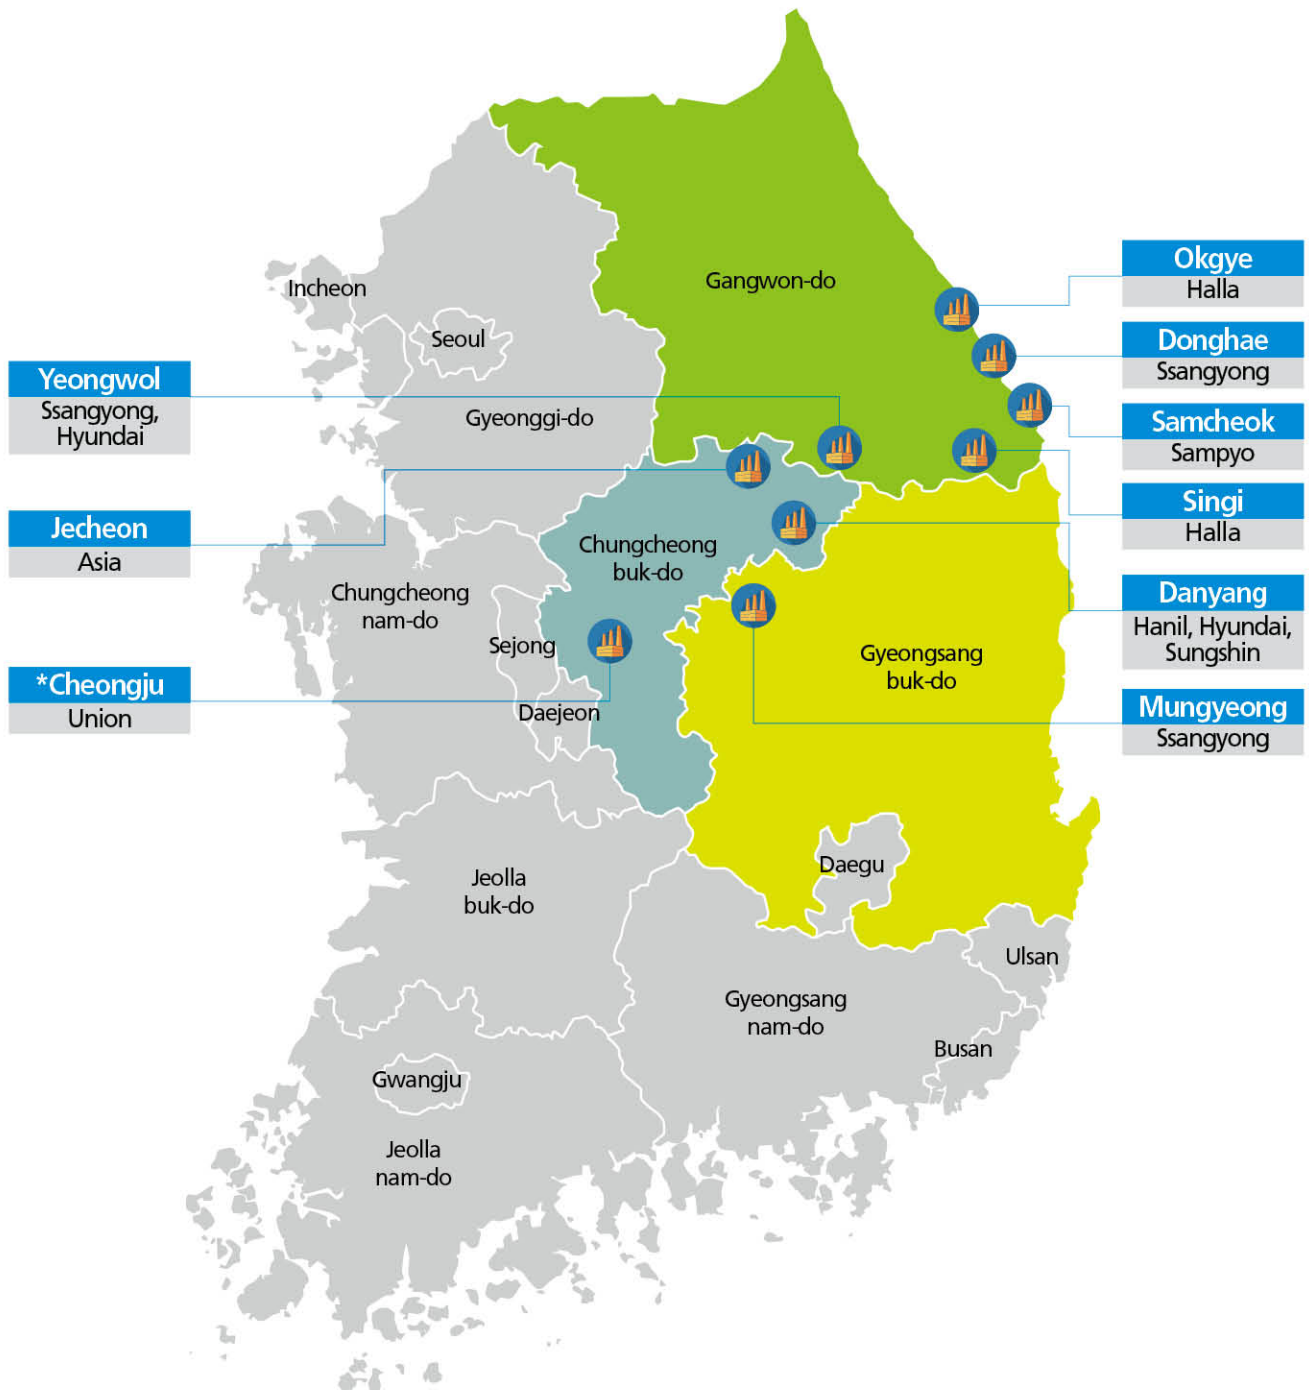 Gangwon-do
Incheon
Seoul
Gyeonggi-do
Chungcheong
buk-do
Chungcheong
nam-do
Sejong
Daejeon
Gyeongsang
buk-do
Daegu
Jeolla
buk-do
Ulsan
Gyeongsang
nam-do
Busan
Gwangju
Jeolla
nam-do
Yeongwol
Ssangyong,
Hyundai
Jecheon
Asia
*Cheongju
Union
Okgye
Halla
Donghae
Ssangyong
Samcheok
Sampyo
Singi
Halla
Danyang
Hanil, Hyundai,
Sungshin
Mungyeong
Ssangyong